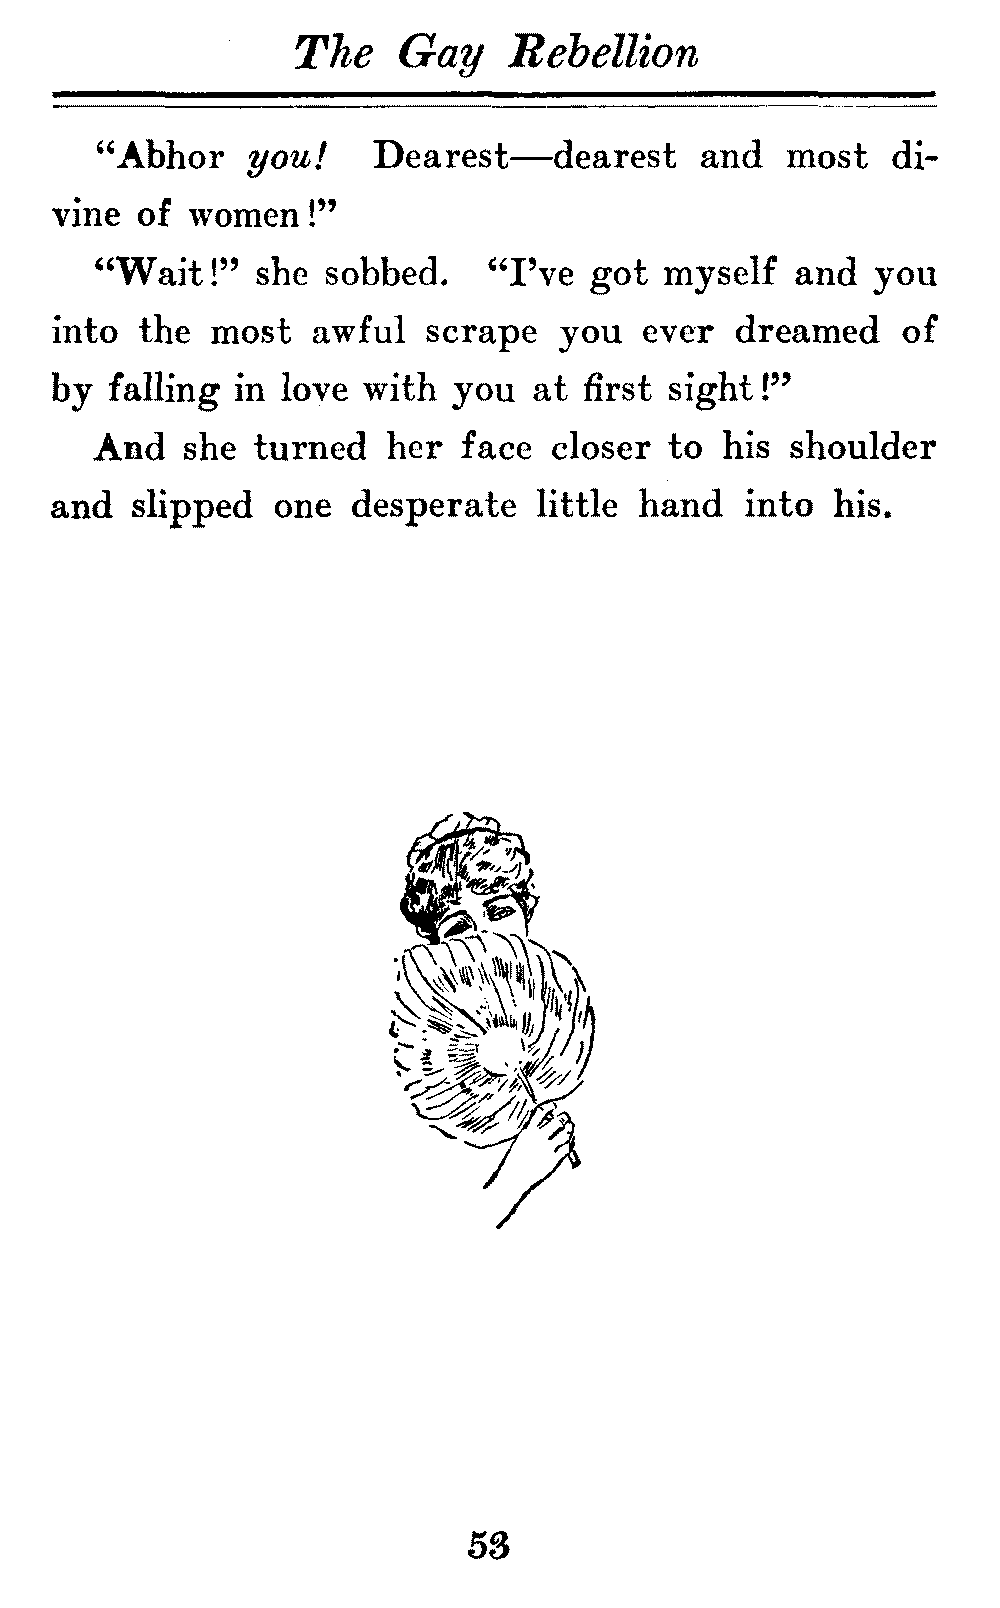 The Gay Rebellion
“Abhor you! Dearest—dearest and most di-
vine of women!”
“Wait!” she sobbed. “I’ve got myself and you
into the most awful scrape you ever dreamed of
by falling in love with you at first sight!”
And she turned her face closer to his shoulder
and slipped one desperate little hand into his.
53